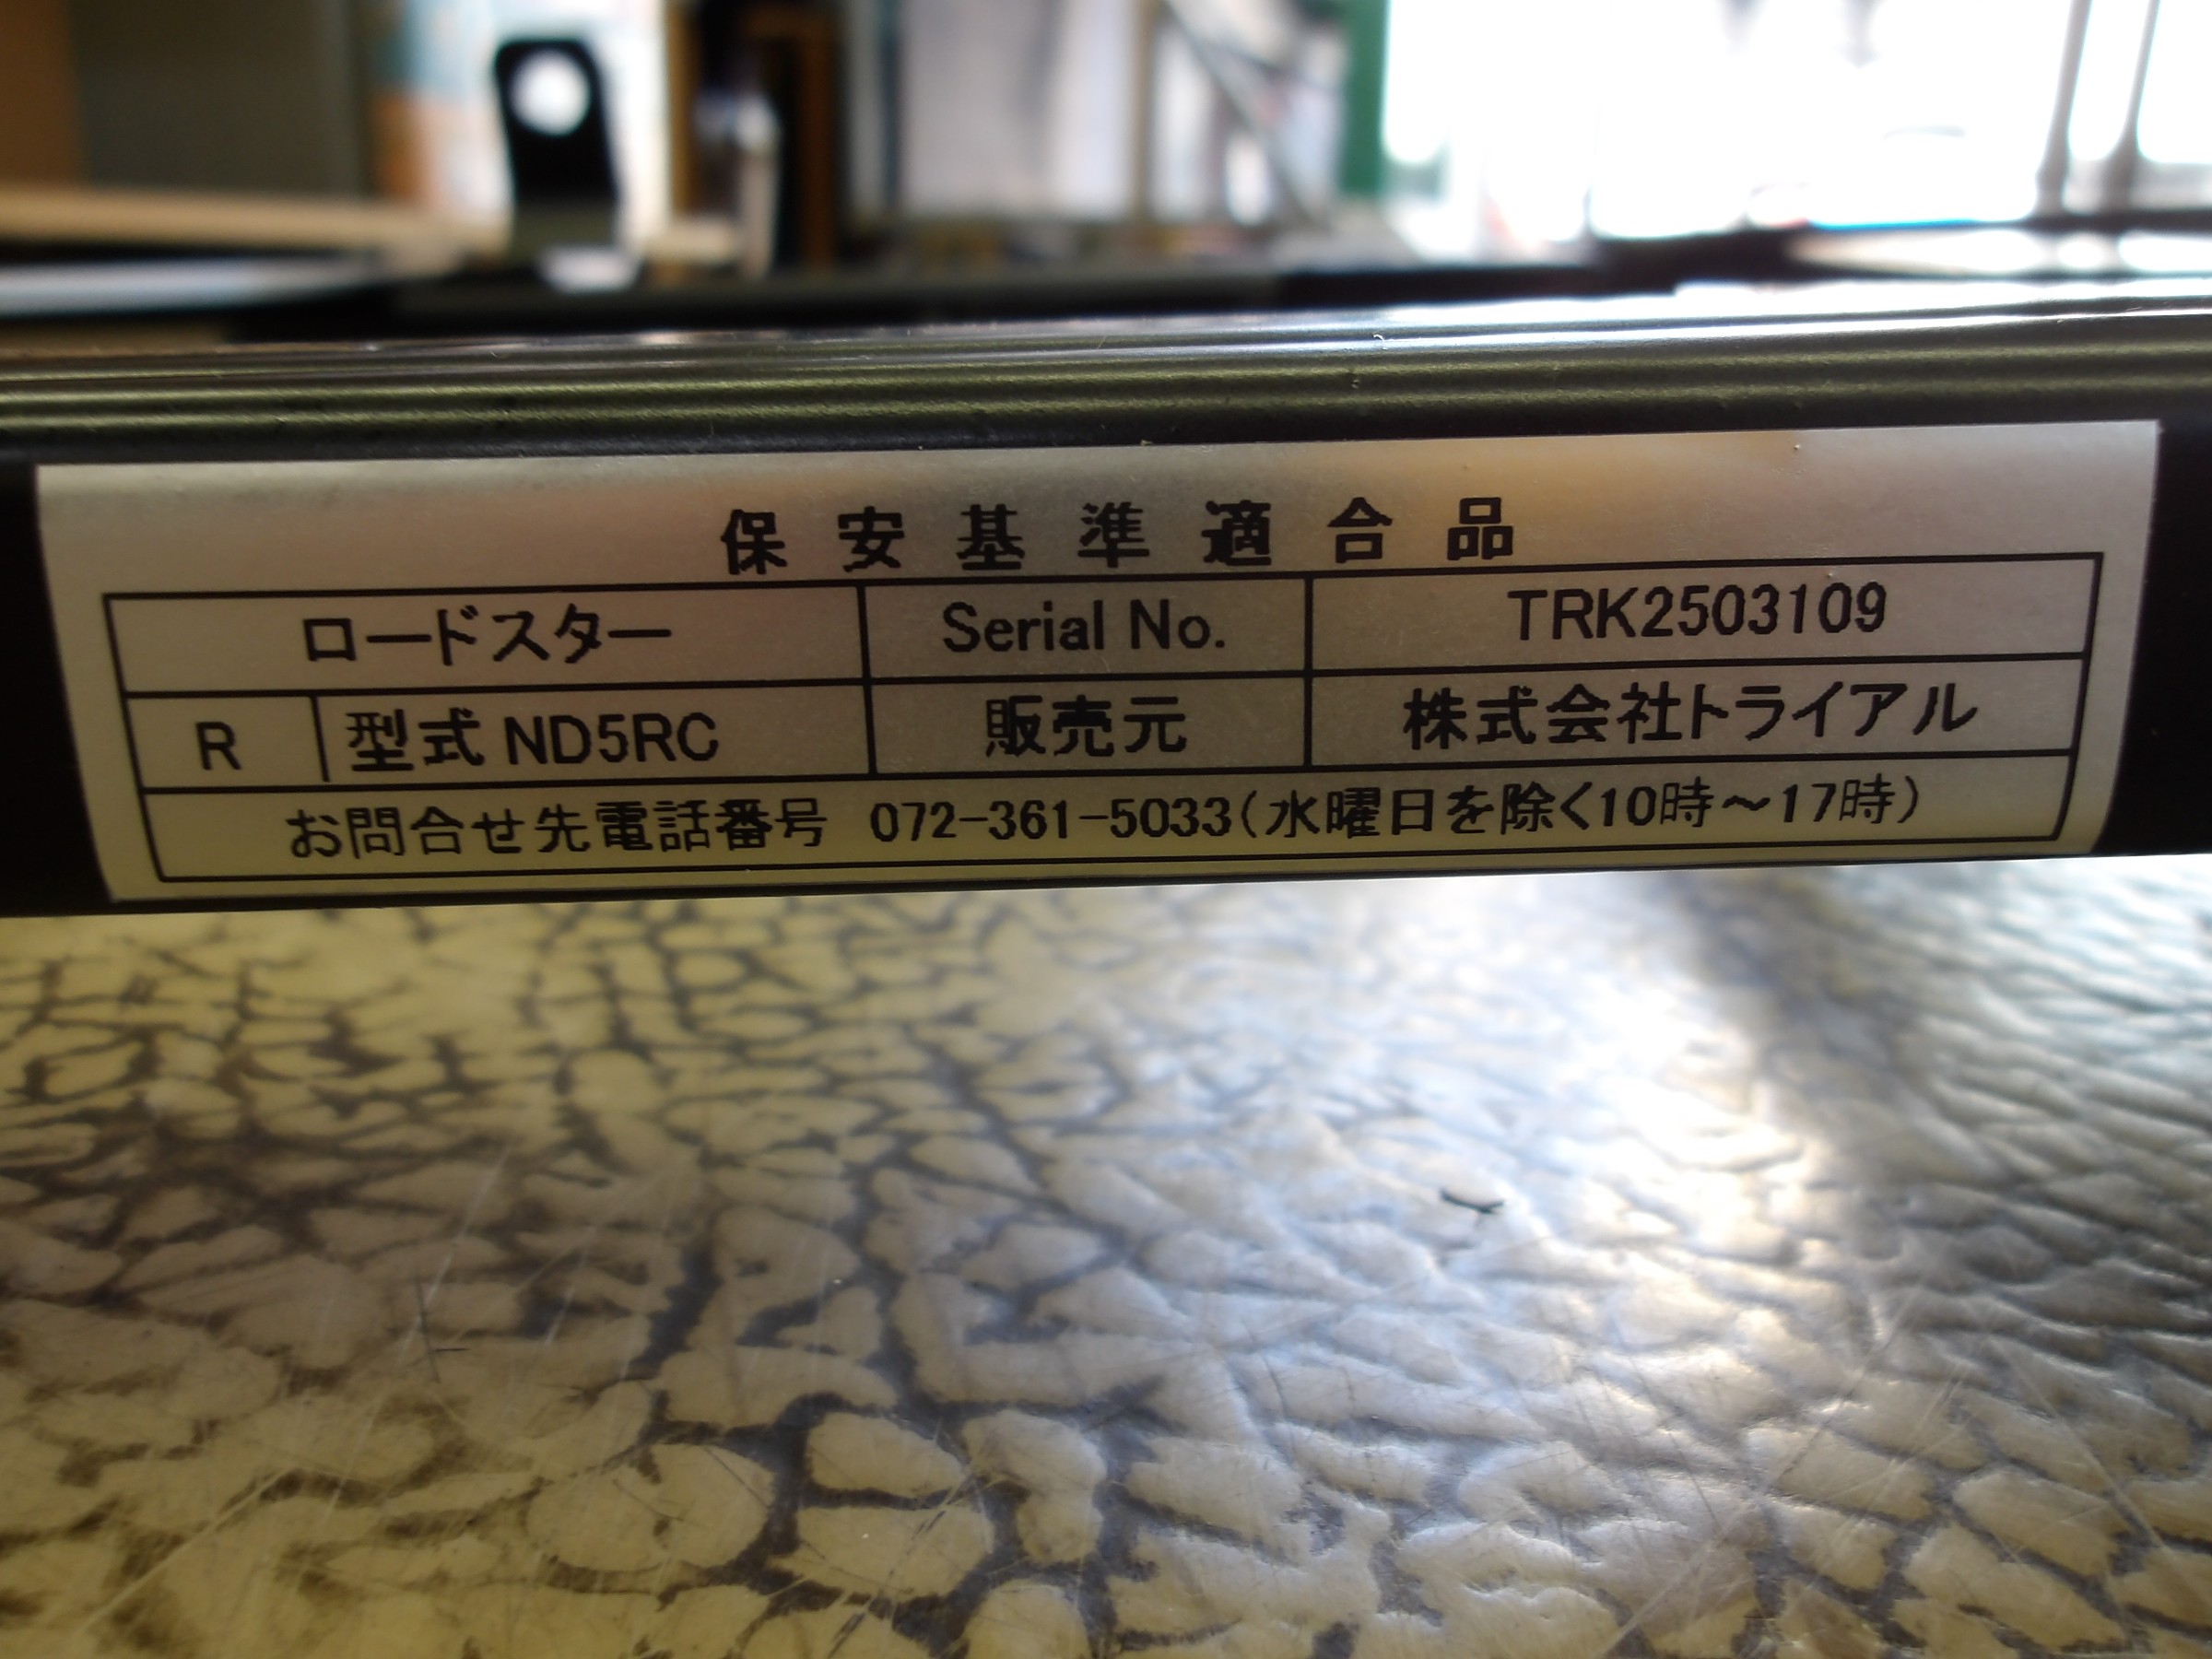 保安基準適合品
ロードスター Serial No. TRK2503109
R 型式 ND5RC 販売元 株式会社トライアル
お問合せ先電話番号 072-361-5033(水曜日を除く10時～17時)